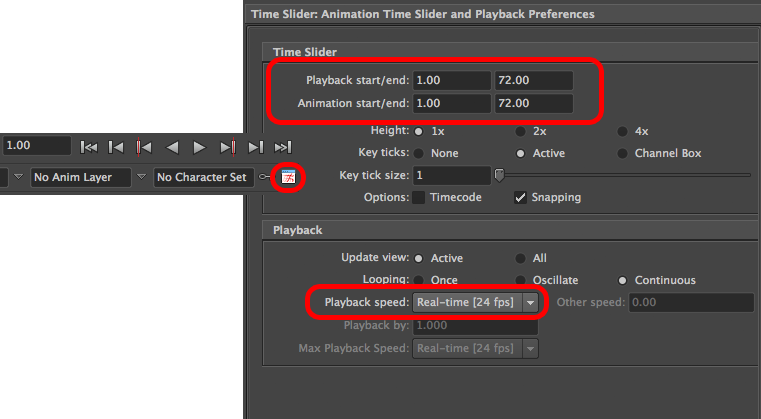 Time Slider: Animation Time Slider and Playback Preferences
Time Slider
Playback start/end: 1.00 72.00
Animation start/end: 1.00 72.00
Height: 1x 2x 4x
Key ticks: None Active Channel Box
Key tick size: 1
Options: Timecode Snapping
1.00
No Anim Layer No Character Set
Playback
Update view: Active All
Looping: Once Oscillate Continuous
Playback speed: Real-time [24 fps] Other speed: 0.00
Playback by: 1.000
Max Playback Speed: Real-time [24 fps]